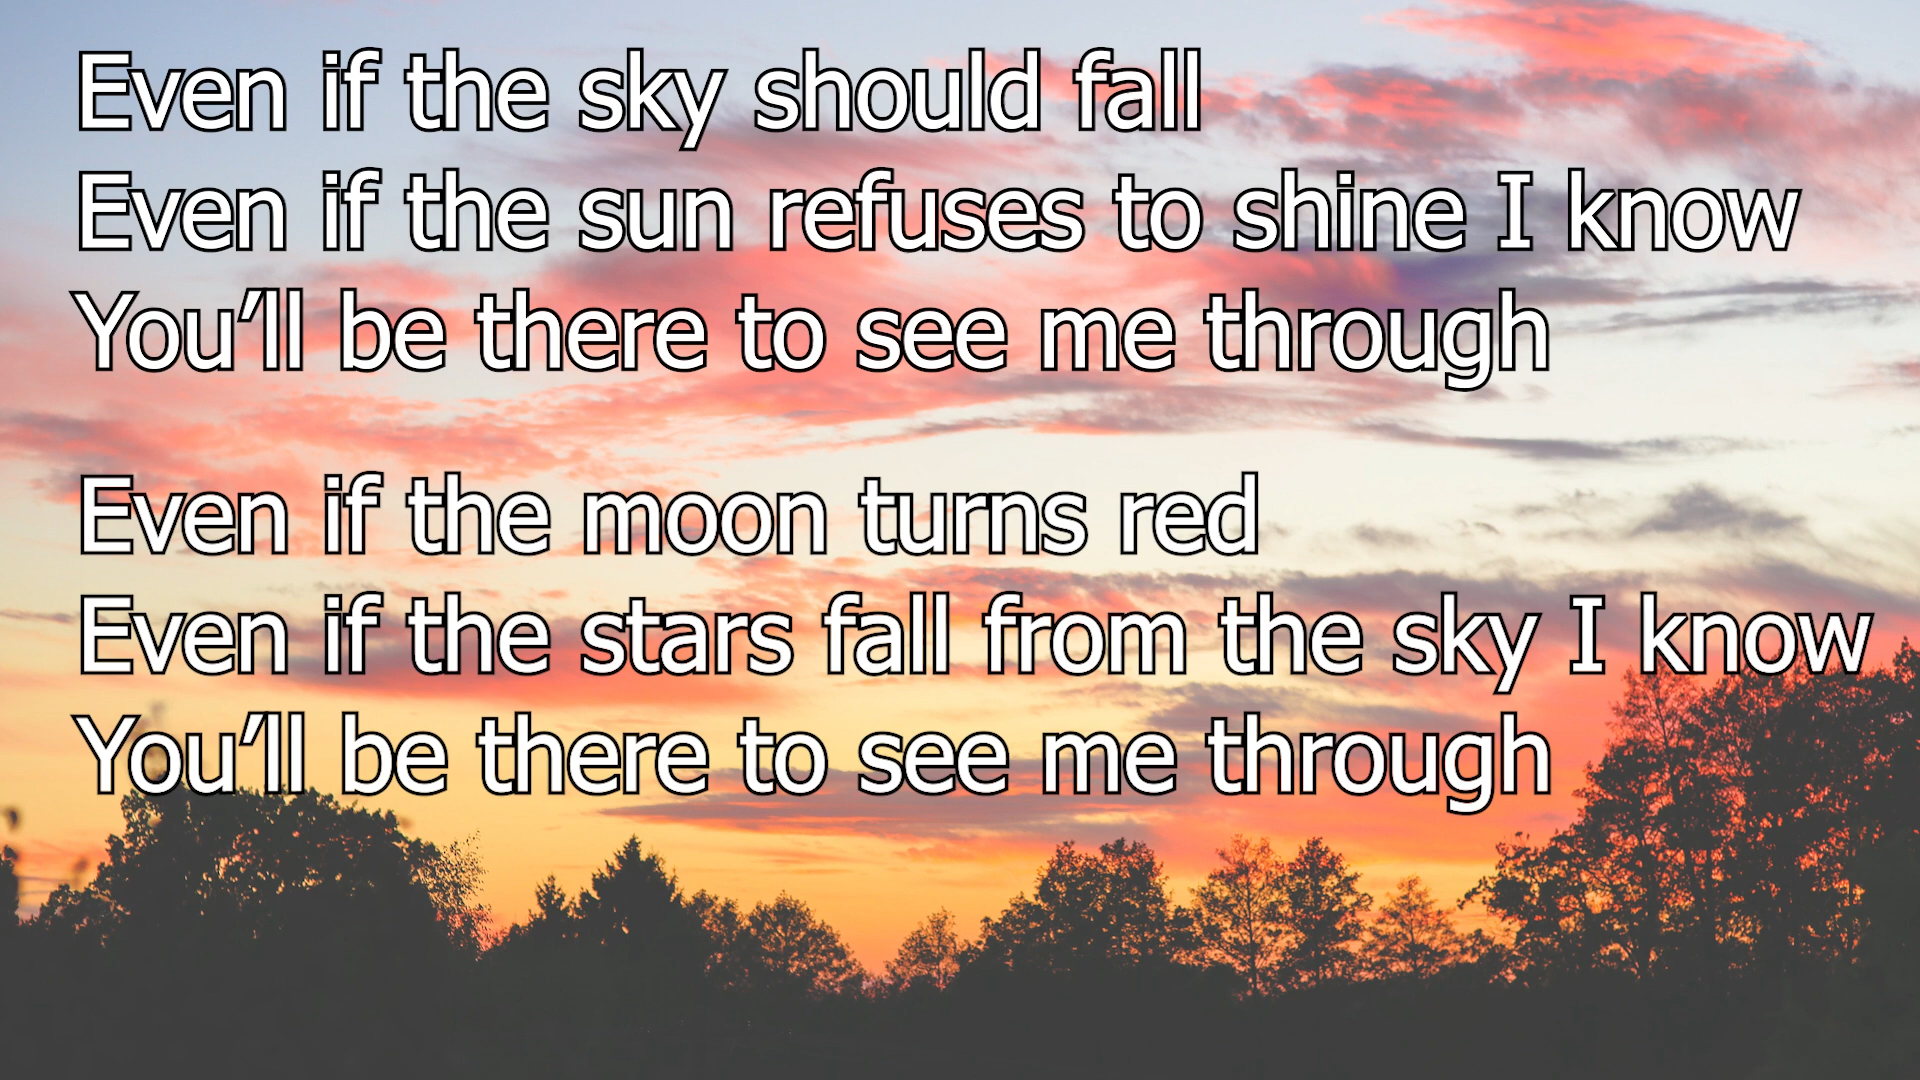 Even if the sky should fall
Even if the sun refuses to shine I know
You’ll be there to see me through
Even if the moon turns red
Even if the stars fall from the sky I know
You’ll be there to see me through